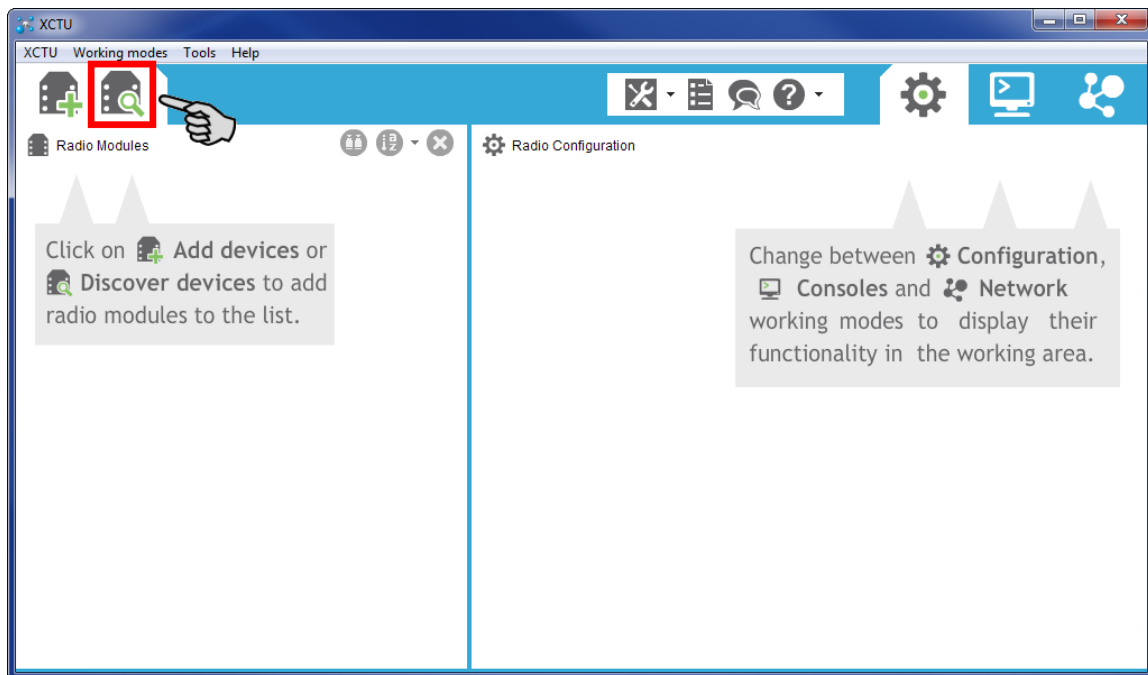 XCTU
XCTU Working modes Tools Help
Radio Modules
Radio Configuration
Click on Add devices or
Discover devices to add
radio modules to the list.
Change between Configuration,
Consoles and Network
working modes to display their
functionality in the working area.